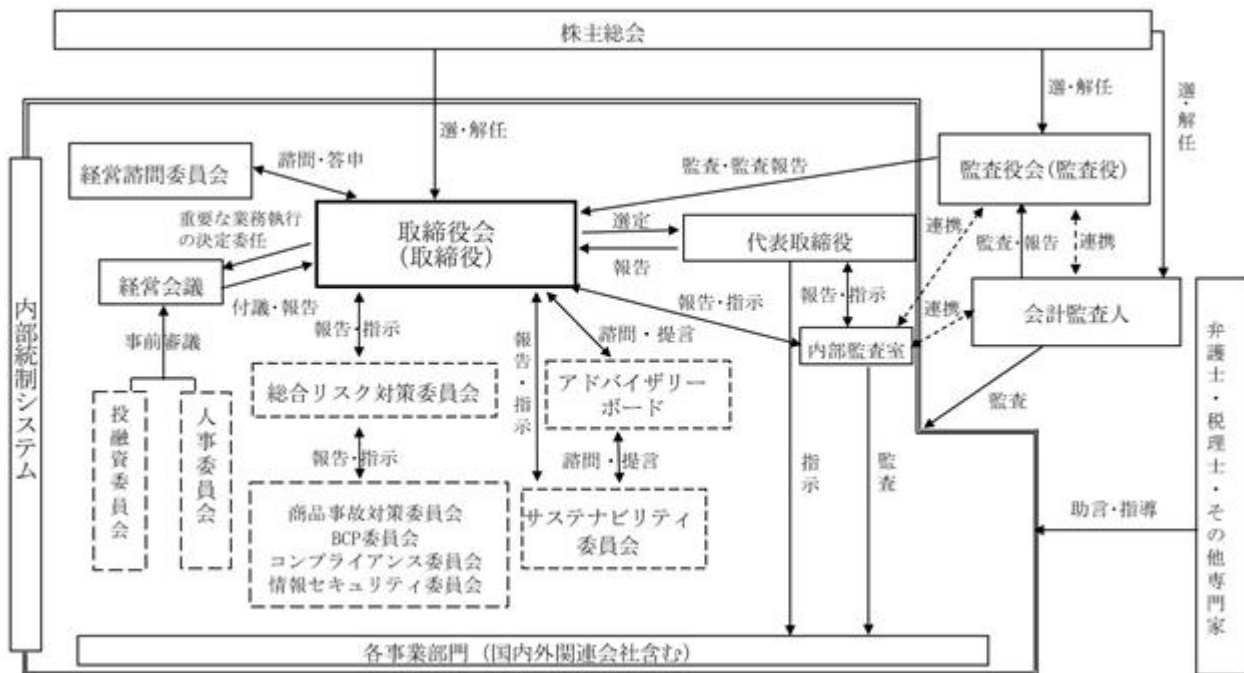 株主総会
選・解任
選・解任
選・解任
内部統制システム
経営諮問委員会
諮問・答申
監査・監査報告
監査役会(監査役)
重要な業務執行
の決定委任
取締役会
(取締役)
選定
報告
代表取締役
連携
監査・報告
連携
経営会議
付議・報告
報告・指示
報告・指示
連携
会計監査人
事前審議
報告・指示
報告・指示
諮問・提言
内部監査室
総合リスク対策委員会
アドバイザリー
ボード
監査
投融資委員会
人事委員会
報告・指示
諮問・提言
指示
監査
商品事故対策委員会
BCP委員会
コンプライアンス委員会
情報セキュリティ委員会
サステナビリティ
委員会
助言・指導
弁護士・税理士・その他専門家
各事業部門（国内外関連会社含む）